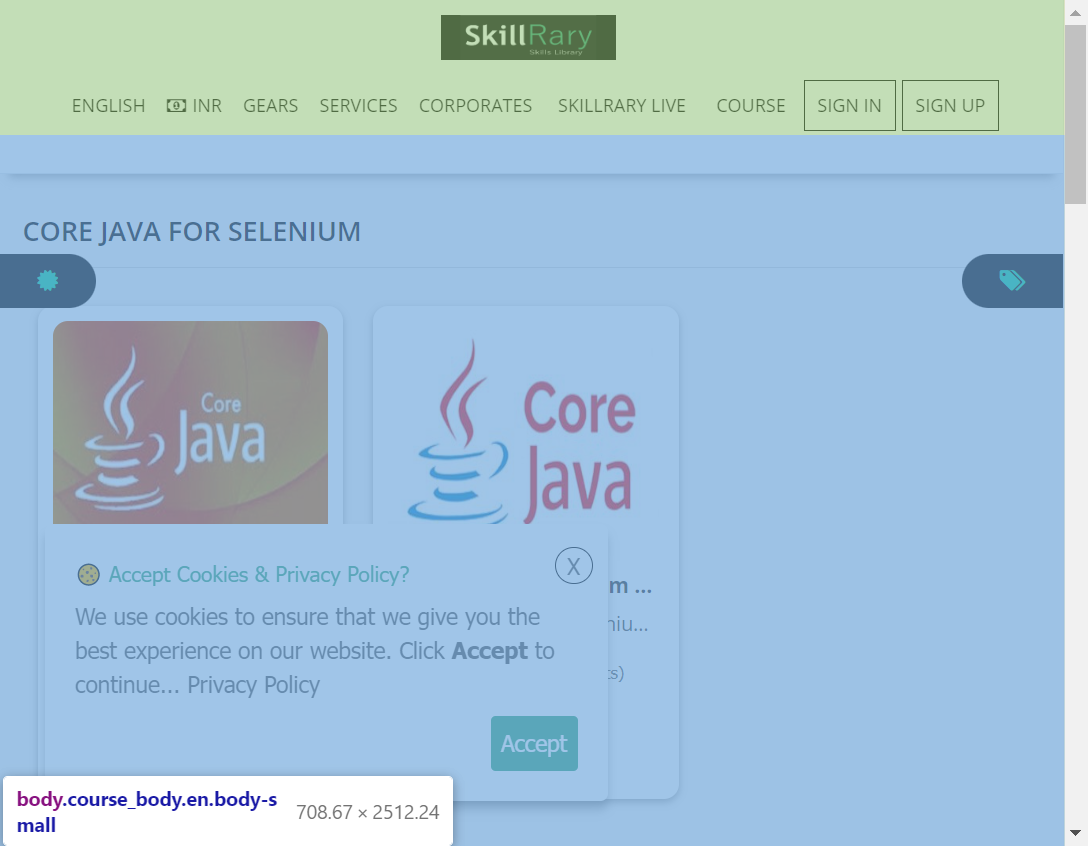 SkillRary
Skills Library
ENGLISH INR GEARS SERVICES CORPORATES SKILLRARY LIVE COURSE SIGN IN SIGN UP
CORE JAVA FOR SELENIUM
Core
Java
Core
Java
m ...
Accept Cookies & Privacy Policy?
X
We use cookies to ensure that we give you the
best experience on our website. Click Accept to
continue... Privacy Policy
Accept
body.course_body.en.body-s
mall
708.67 × 2512.24